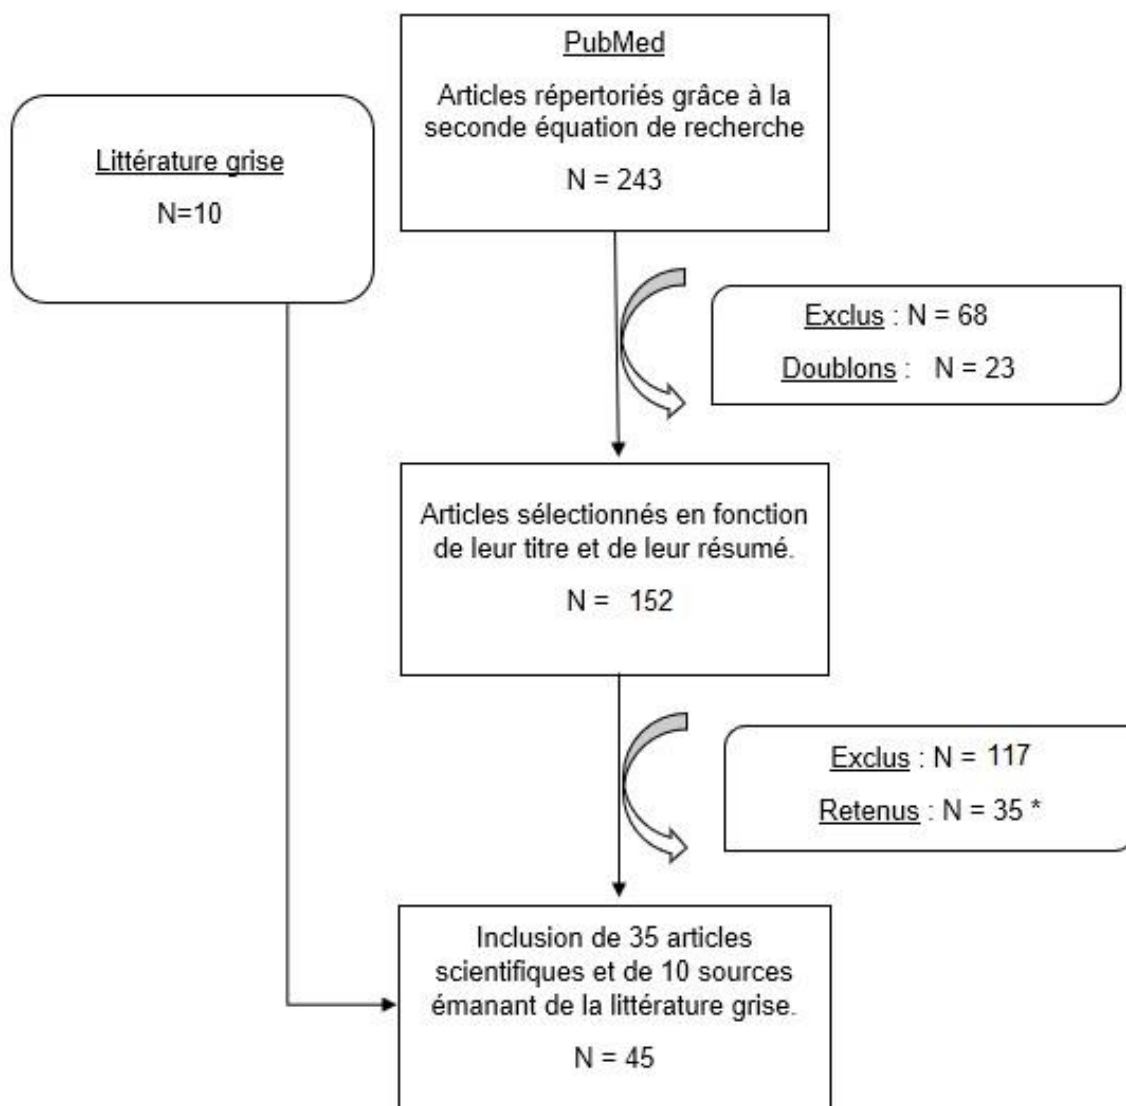 PubMed
Articles répertoriés grâce à la
seconde équation de recherche
N = 243
Littérature grise
N=10
Exclus : N = 68
Doublons : N = 23
Articles sélectionnés en fonction
de leur titre et de leur résumé.
N = 152
Exclus : N = 117
Retenus : N = 35 *
Inclusion de 35 articles
scientifiques et de 10 sources
émanant de la littérature grise.
N = 45